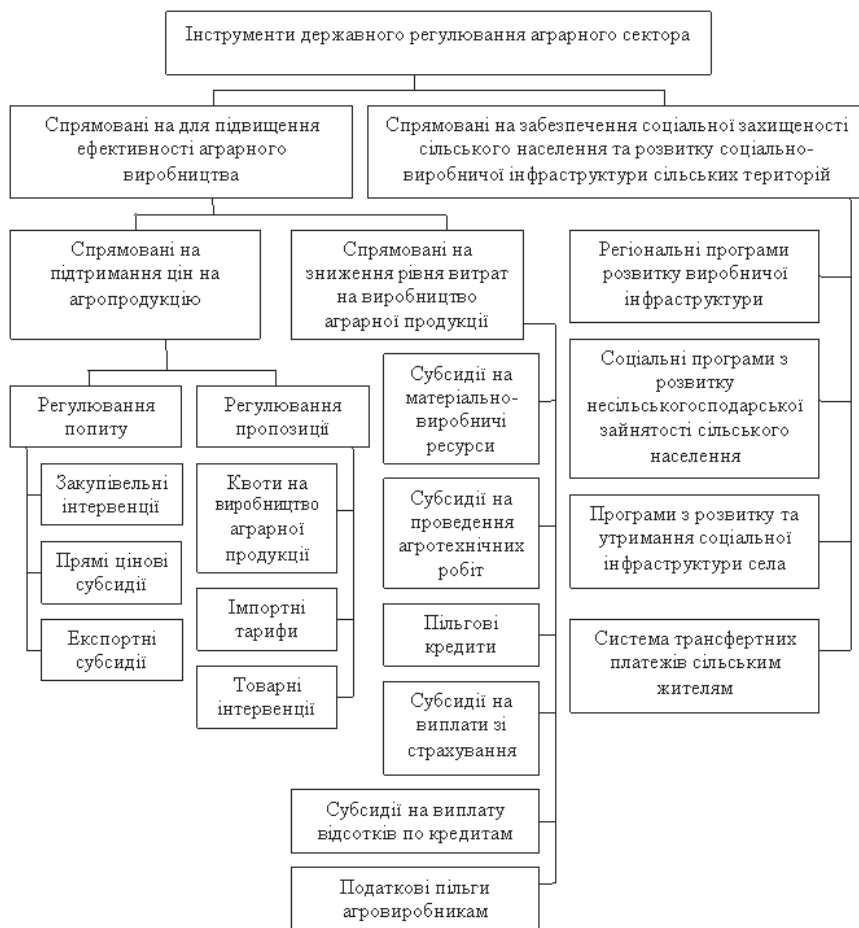 Інструменти державного регулювання аграрного сектора
Спрямовані на для підвищення
ефективності аграрного
виробництва
Спрямовані на забезпечення соціальної захищеності
сільського населення та розвитку соціально-
виробничої інфраструктури сільських територій
Спрямовані на
підтримання цін на
агропродукцію
Спрямовані на
зниження рівня витрат
на виробництво
аграрної продукції
Регіональні програми
розвитку виробничої
інфраструктури
Регулювання
попиту
Регулювання
пропозиції
Субсидії на
матеріально-
виробничі
ресурси
Соціальні програми з
розвитку
несільськогосподарської
зайнятості сільського
населення
Закупівельні
інтервенції
Квоти на
виробництво
аграрної
продукції
Субсидії на
проведення
агротехнічних
робіт
Програми з розвитку та
утримання соціальної
інфраструктури села
Прямі цінові
субсидії
Імпортні
тарифи
Пільгові
кредити
Система трансфертних
платежів сільським
жителям
Експортні
субсидії
Товарні
інтервенції
Субсидії на
виплати зі
страхування
Субсидії на виплату
відсотків по кредитам
Податкові пільги
агровиробникам